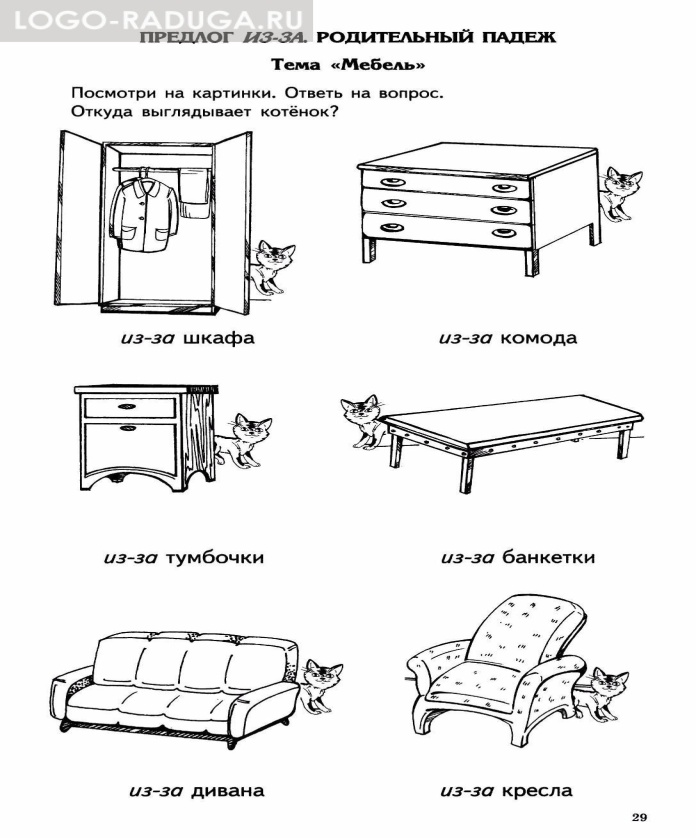 LOGO-RADUGA.RU
ПРЕДЛОГ ИЗ-ЗА. РОДИТЕЛЬНЫЙ ПАДЕЖ
Тема «Мебель»
Посмотри на картинки. Ответь на вопрос.
Откуда выглядывает котёнок?
из-за шкафа
из-за комода
из-за тумбочки
из-за банкетки
из-за дивана
из-за кресла
29